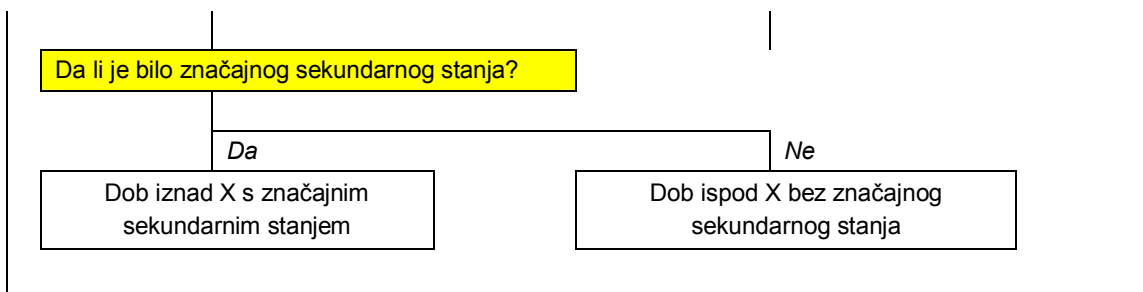 Da li je bilo značajnog sekundarnog stanja?
Da
Ne
Dob iznad X s značajnim
sekundarnim stanjem
Dob ispod X bez značajnog
sekundarnog stanja